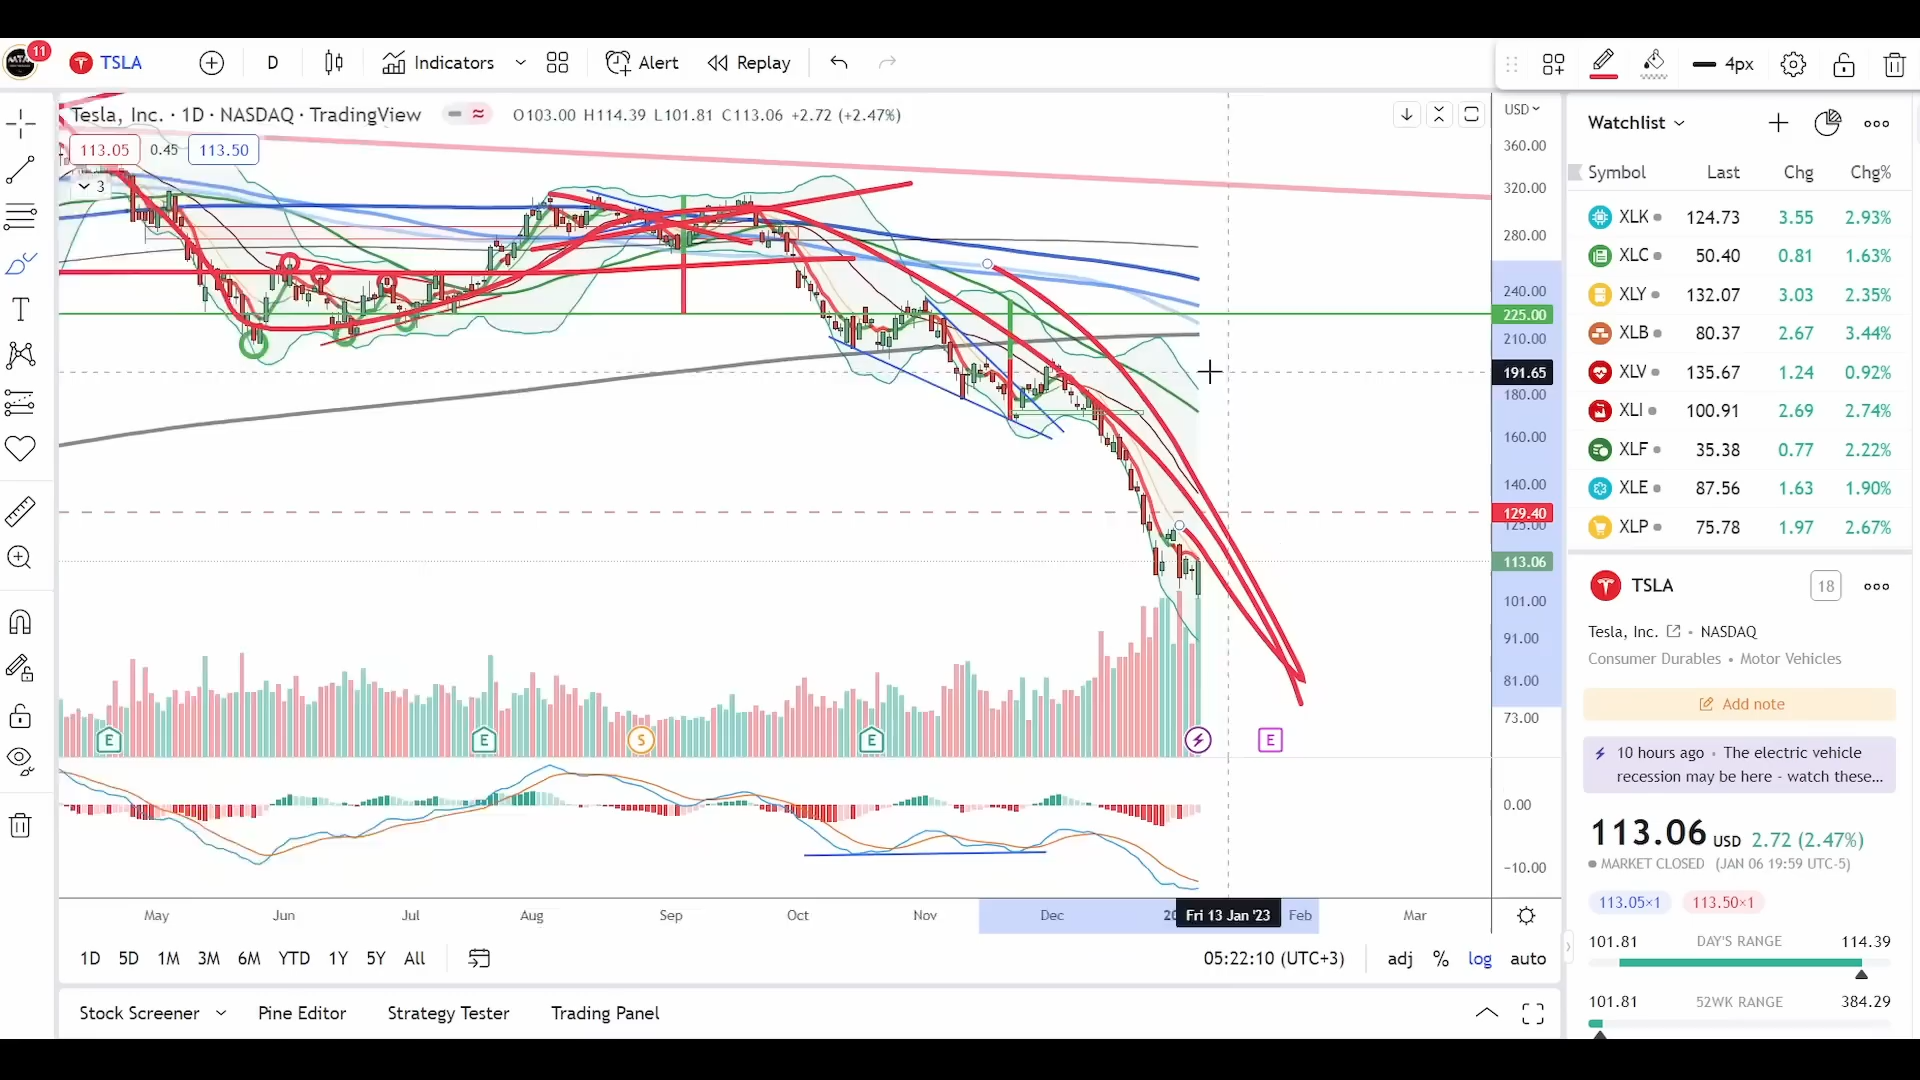 11
TSLA
D
Indicators
Alert
Replay
4px
Tesla, Inc. · 1D · NASDAQ · TradingView
O103.00 H114.39 L101.81 C113.06 +2.72 (+2.47%)
113.05 0.45 113.50
3
USD
360.00
320.00
280.00
240.00
225.00
210.00
191.65
180.00
160.00
140.00
129.40
125.00
113.06
101.00
91.00
81.00
73.00
0.00
−10.00
E
E
S
E
E
May Jun Jul Aug Sep Oct Nov Dec Fri 13 Jan '23 Feb Mar
1D 5D 1M 3M 6M YTD 1Y 5Y All
05:22:10 (UTC+3) adj % log auto
Stock Screener Pine Editor Strategy Tester Trading Panel
Watchlist
Symbol Last Chg Chg%
XLK 124.73 3.55 2.93%
XLC 50.40 0.81 1.63%
XLY 132.07 3.03 2.35%
XLB 80.37 2.67 3.44%
XLV 135.67 1.24 0.92%
XLI 100.91 2.69 2.74%
XLF 35.38 0.77 2.22%
XLE 87.56 1.63 1.90%
XLP 75.78 1.97 2.67%
TSLA 18
Tesla, Inc. • NASDAQ
Consumer Durables • Motor Vehicles
Add note
10 hours ago • The electric vehicle
recession may be here - watch these...
113.06 USD 2.72 (2.47%)
MARKET CLOSED (JAN 06 19:59 UTC-5)
113.05×1 113.50×1
101.81 DAY'S RANGE 114.39
101.81 52WK RANGE 384.29